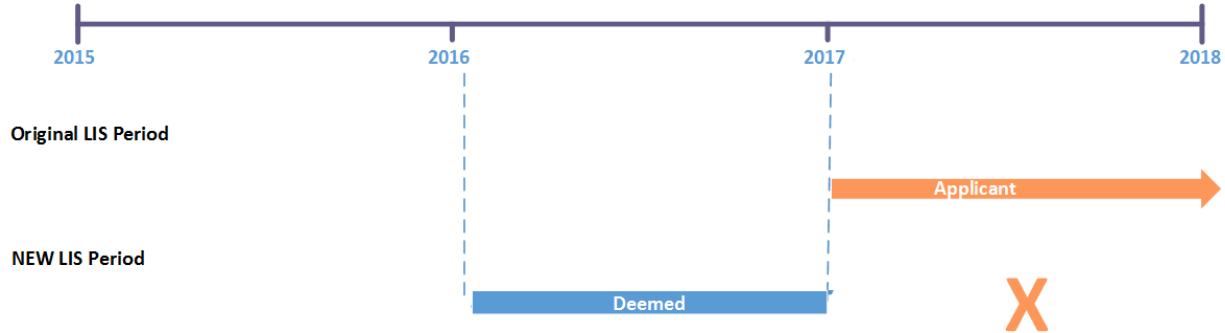 2015 2016 2017 2018
Original LIS Period
Applicant
NEW LIS Period
Deemed
X